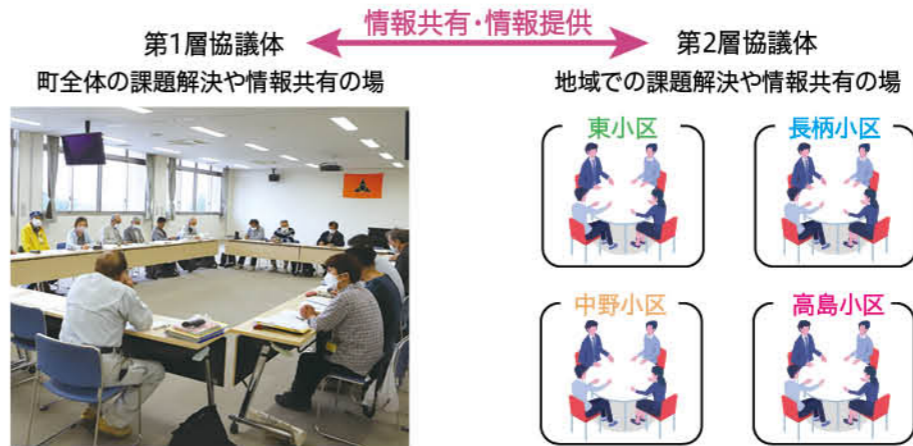 情報共有・情報提供
第1層協議体
町全体の課題解決や情報共有の場
第2層協議体
地域での課題解決や情報共有の場
東小区
長柄小区
中野小区
高島小区